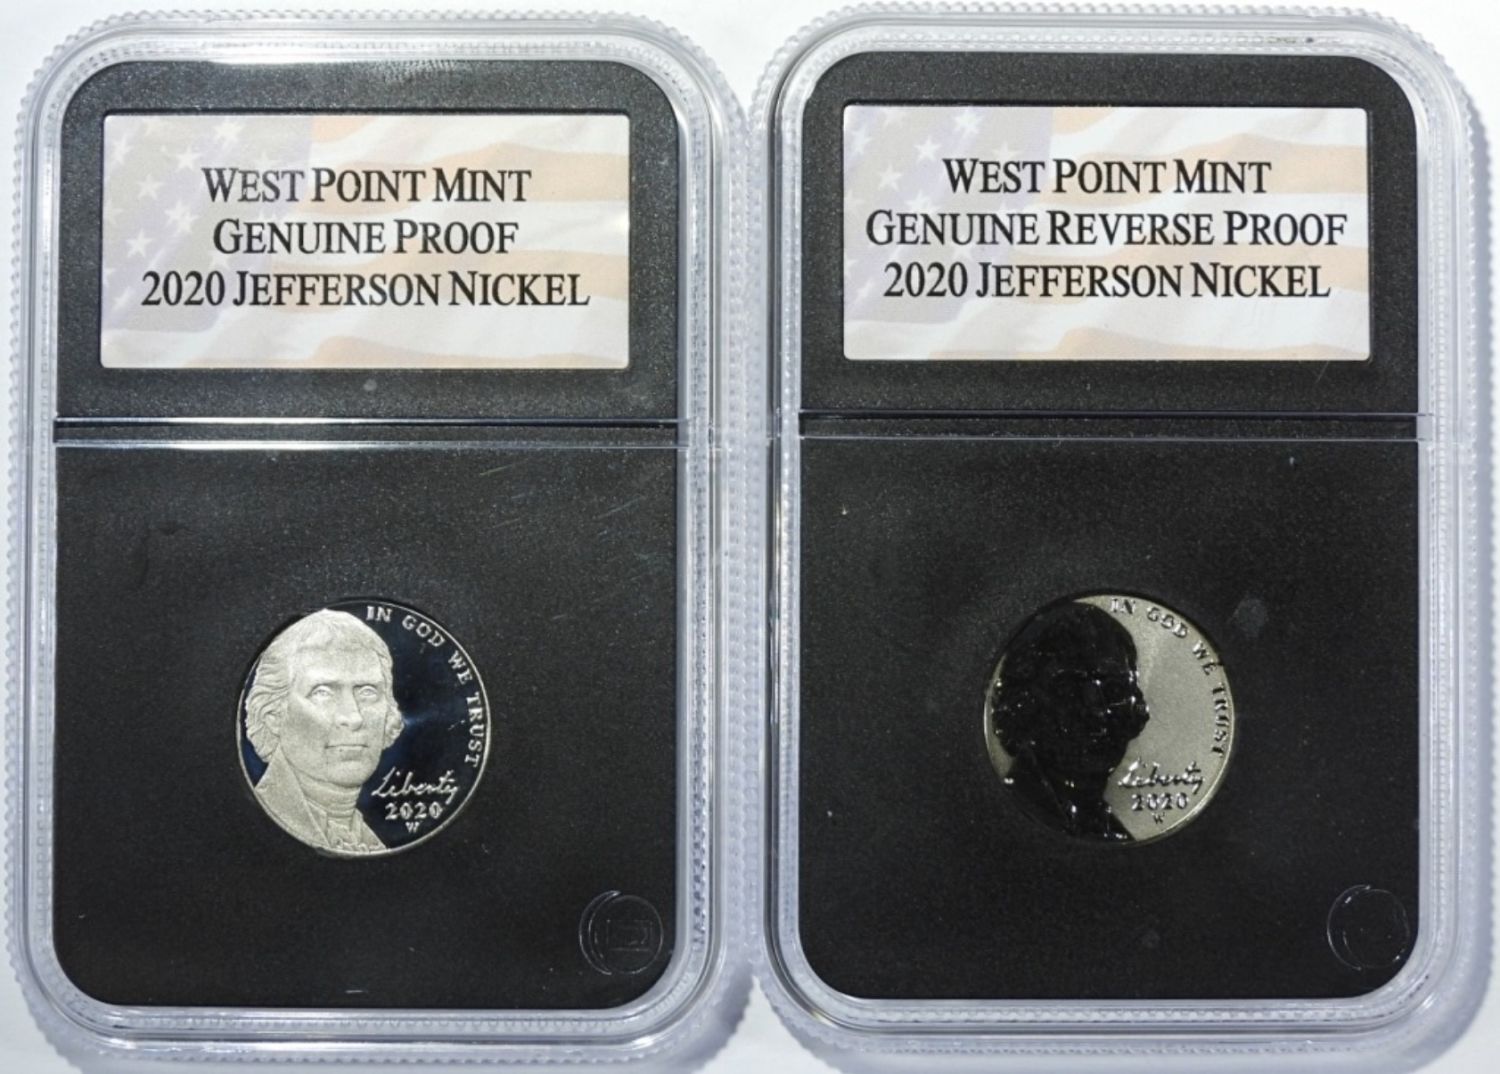 WEST POINT MINT
GENUINE PROOF
2020 JEFFERSON NICKEL
IN GOD WE TRUST
Liberty
2020
W
WEST POINT MINT
GENUINE REVERSE PROOF
2020 JEFFERSON NICKEL
IN GOD WE TRUST
Liberty
2020
W